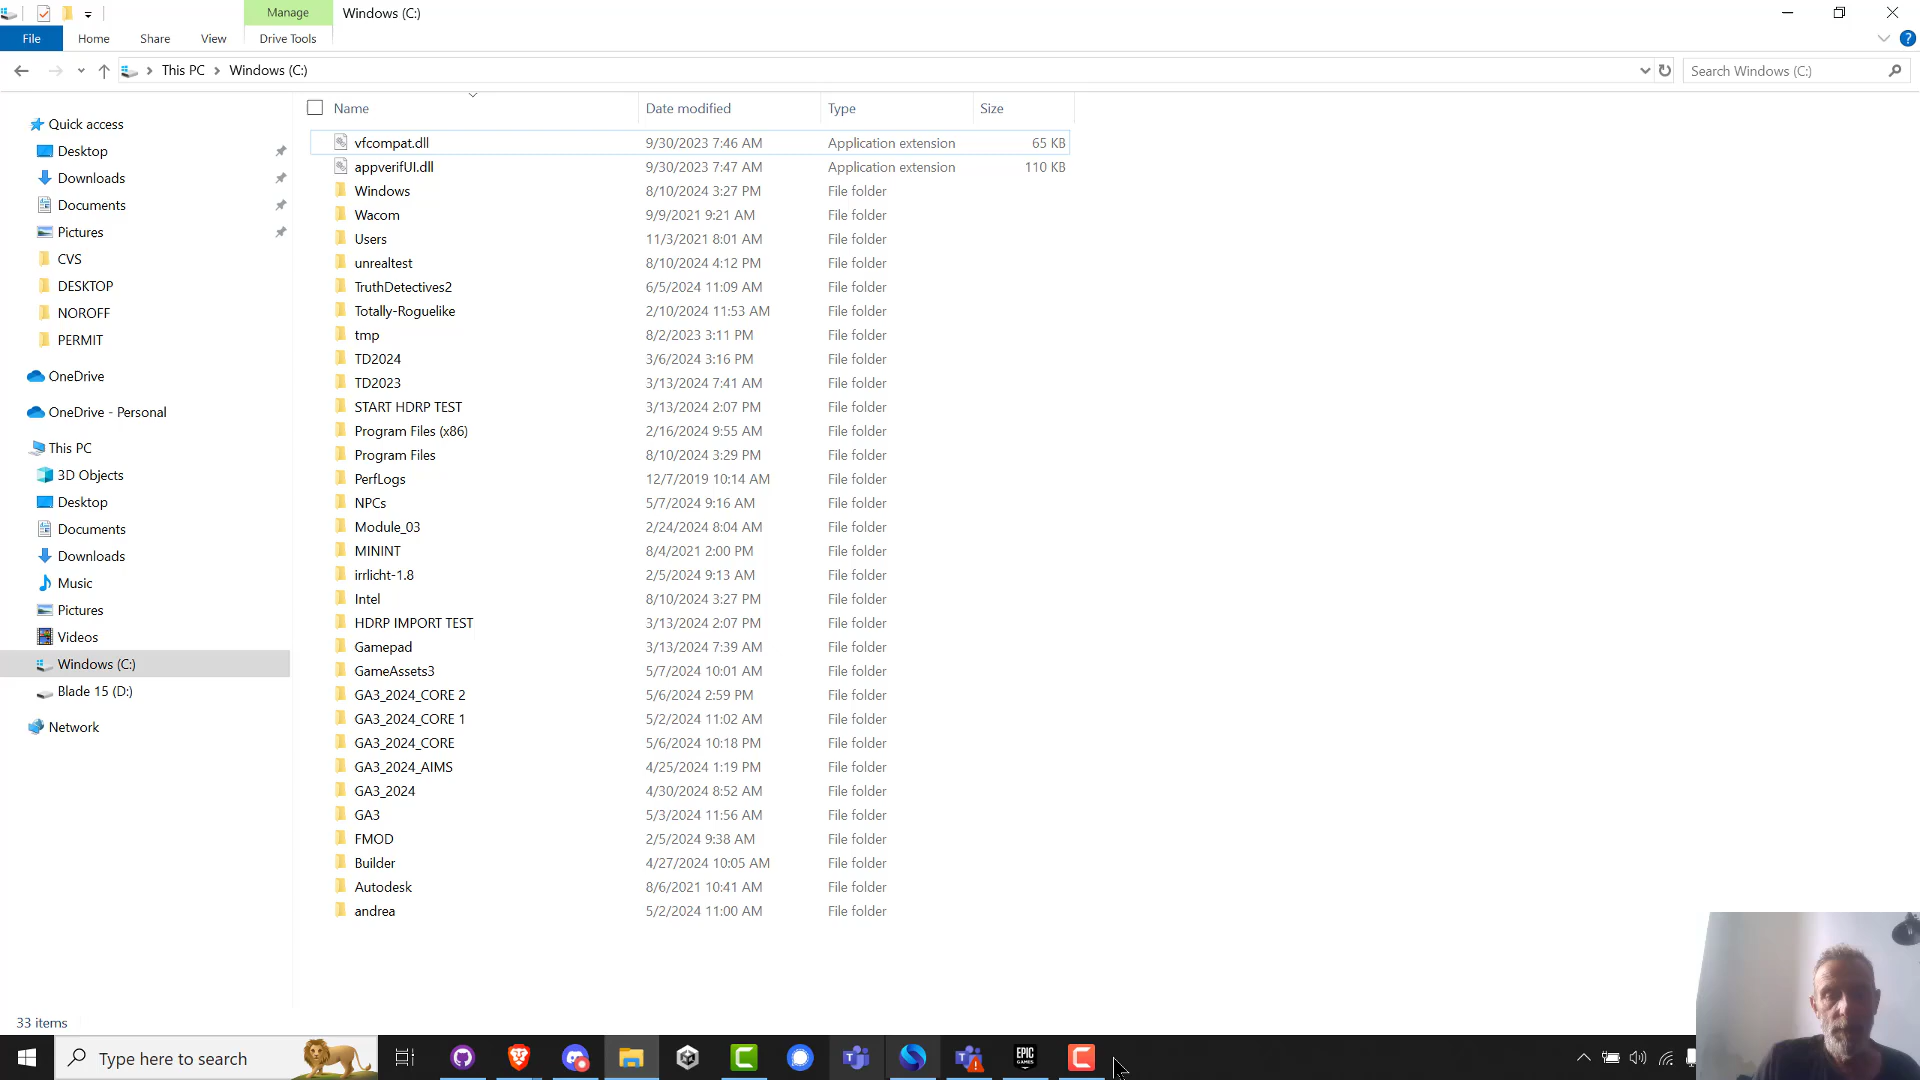 Manage
Windows (C:)
File
Home
Share
View
Drive Tools
This PC
Windows (C:)
Search Windows (C:)
Name
Date modified
Type
Size
Quick access
Desktop
Downloads
Documents
Pictures
CVS
DESKTOP
NOROFF
PERMIT
OneDrive
OneDrive - Personal
This PC
3D Objects
Desktop
Documents
Downloads
Music
Pictures
Videos
Windows (C:)
Blade 15 (D:)
Network
vfcompat.dll 9/30/2023 7:46 AM Application extension 65 KB
appverifUI.dll 9/30/2023 7:47 AM Application extension 110 KB
Windows 8/10/2024 3:27 PM File folder
Wacom 9/9/2021 9:21 AM File folder
Users 11/3/2021 8:01 AM File folder
unrealtest 8/10/2024 4:12 PM File folder
TruthDetectives2 6/5/2024 11:09 AM File folder
Totally-Roguelike 2/10/2024 11:53 AM File folder
tmp 8/2/2023 3:11 PM File folder
TD2024 3/6/2024 3:16 PM File folder
TD2023 3/13/2024 7:41 AM File folder
START HDRP TEST 3/13/2024 2:07 PM File folder
Program Files (x86) 2/16/2024 9:55 AM File folder
Program Files 8/10/2024 3:29 PM File folder
PerfLogs 12/7/2019 10:14 AM File folder
NPCs 5/7/2024 9:16 AM File folder
Module_03 2/24/2024 8:04 AM File folder
MININT 8/4/2021 2:00 PM File folder
irrlicht-1.8 2/5/2024 9:13 AM File folder
Intel 8/10/2024 3:27 PM File folder
HDRP IMPORT TEST 3/13/2024 2:07 PM File folder
Gamepad 3/13/2024 7:39 AM File folder
GameAssets3 5/7/2024 10:01 AM File folder
GA3_2024_CORE 2 5/6/2024 2:59 PM File folder
GA3_2024_CORE 1 5/2/2024 11:02 AM File folder
GA3_2024_CORE 5/6/2024 10:18 PM File folder
GA3_2024_AIMS 4/25/2024 1:19 PM File folder
GA3_2024 4/30/2024 8:52 AM File folder
GA3 5/3/2024 11:56 AM File folder
FMOD 2/5/2024 9:38 AM File folder
Builder 4/27/2024 10:05 AM File folder
Autodesk 8/6/2021 10:41 AM File folder
andrea 5/2/2024 11:00 AM File folder
33 items
Type here to search
EPIC
GAMES